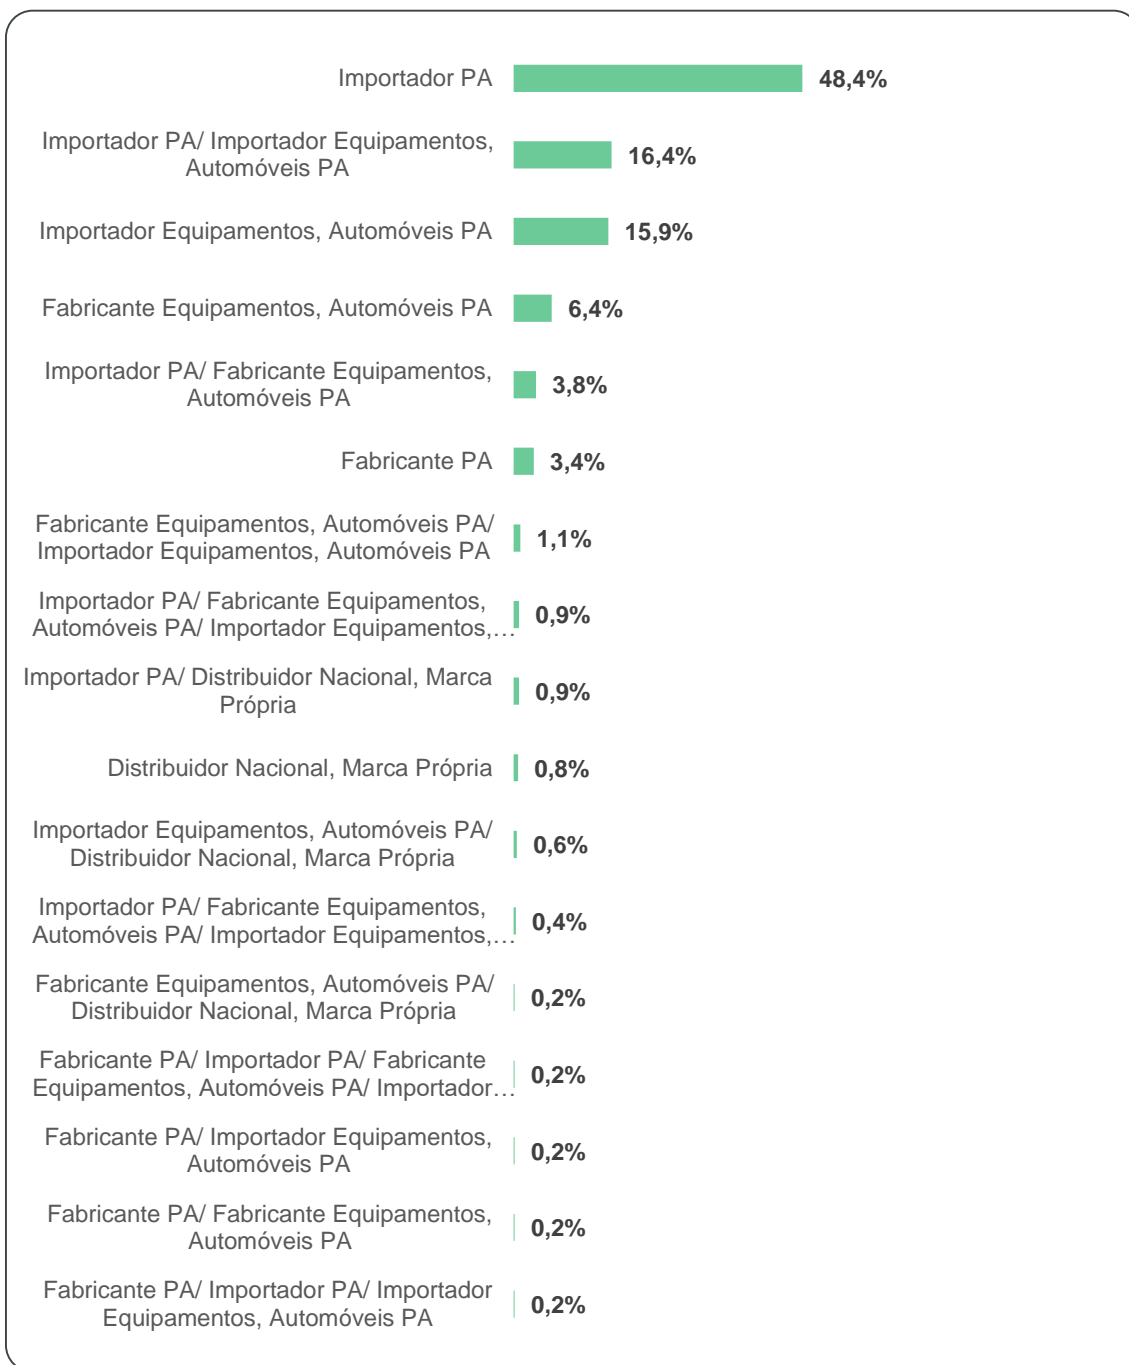 Importador PA
48,4%
Importador PA/ Importador Equipamentos,
Automóveis PA
16,4%
Importador Equipamentos, Automóveis PA
15,9%
Fabricante Equipamentos, Automóveis PA
6,4%
Importador PA/ Fabricante Equipamentos,
Automóveis PA
3,8%
Fabricante PA
3,4%
Fabricante Equipamentos, Automóveis PA/
Importador Equipamentos, Automóveis PA
1,1%
Importador PA/ Fabricante Equipamentos,
Automóveis PA/ Importador Equipamentos,…
0,9%
Importador PA/ Distribuidor Nacional, Marca
Própria
0,9%
Distribuidor Nacional, Marca Própria
0,8%
Importador Equipamentos, Automóveis PA/
Distribuidor Nacional, Marca Própria
0,6%
Importador PA/ Fabricante Equipamentos,
Automóveis PA/ Importador Equipamentos,…
0,4%
Fabricante Equipamentos, Automóveis PA/
Distribuidor Nacional, Marca Própria
0,2%
Fabricante PA/ Importador PA/ Fabricante
Equipamentos, Automóveis PA/ Importador…
0,2%
Fabricante PA/ Importador Equipamentos,
Automóveis PA
0,2%
Fabricante PA/ Fabricante Equipamentos,
Automóveis PA
0,2%
Fabricante PA/ Importador PA/ Importador
Equipamentos, Automóveis PA
0,2%